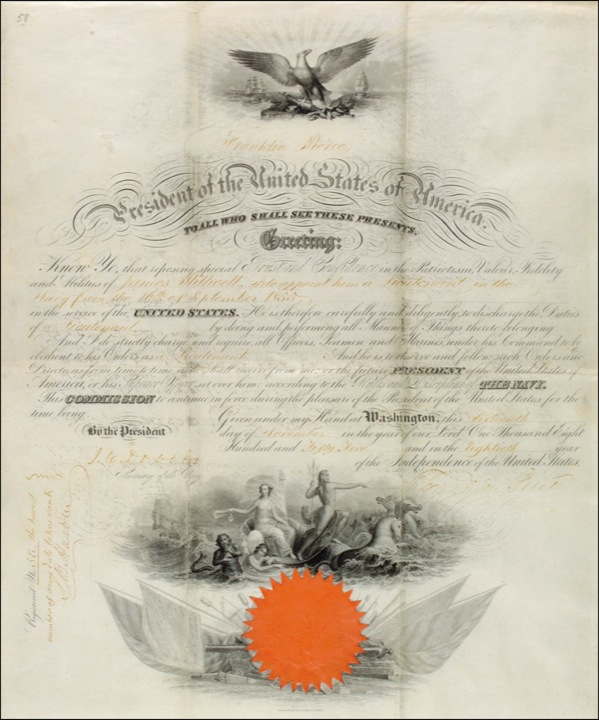 58
Franklin Pierce,
President of the United States of America.
TO ALL WHO SHALL SEE THESE PRESENTS,
Greeting:
Know Ye, that reposing special Trust and Confidence in the Patriotism, Valour, Fidelity
and Abilities of James Stillwell, I do appoint him a Lieutenant in the
Navy from the of September 1855
in the service of the UNITED STATES. He is therefore carefully and diligently to discharge the Duties
of a Lieutenant by doing and performing all Manner of Things thereto belonging.
And I do strictly charge and require all Officers, Seamen and Marines, under his Command to be
obedient to his Orders as a Lieutenant And he is to observe and follow such Orders and
Directions from time to time as he shall receive from me, or the future PRESIDENT of the United States of
America, or his Superior Officer set over him, according to the Rules and Discipline of THE NAVY.
This COMMISSION to continue in force during the pleasure of the President of the United States for the
time being.
Given under my Hand at Washington, this
day of November in the year of our Lord One Thousand Eight
Hundred and Fifty Five and in the Eightieth year
of the Independence of the United States.
By the President
Franklin Pierce
J. C. Dobbin
Secretary of the Navy.
Registered No. the